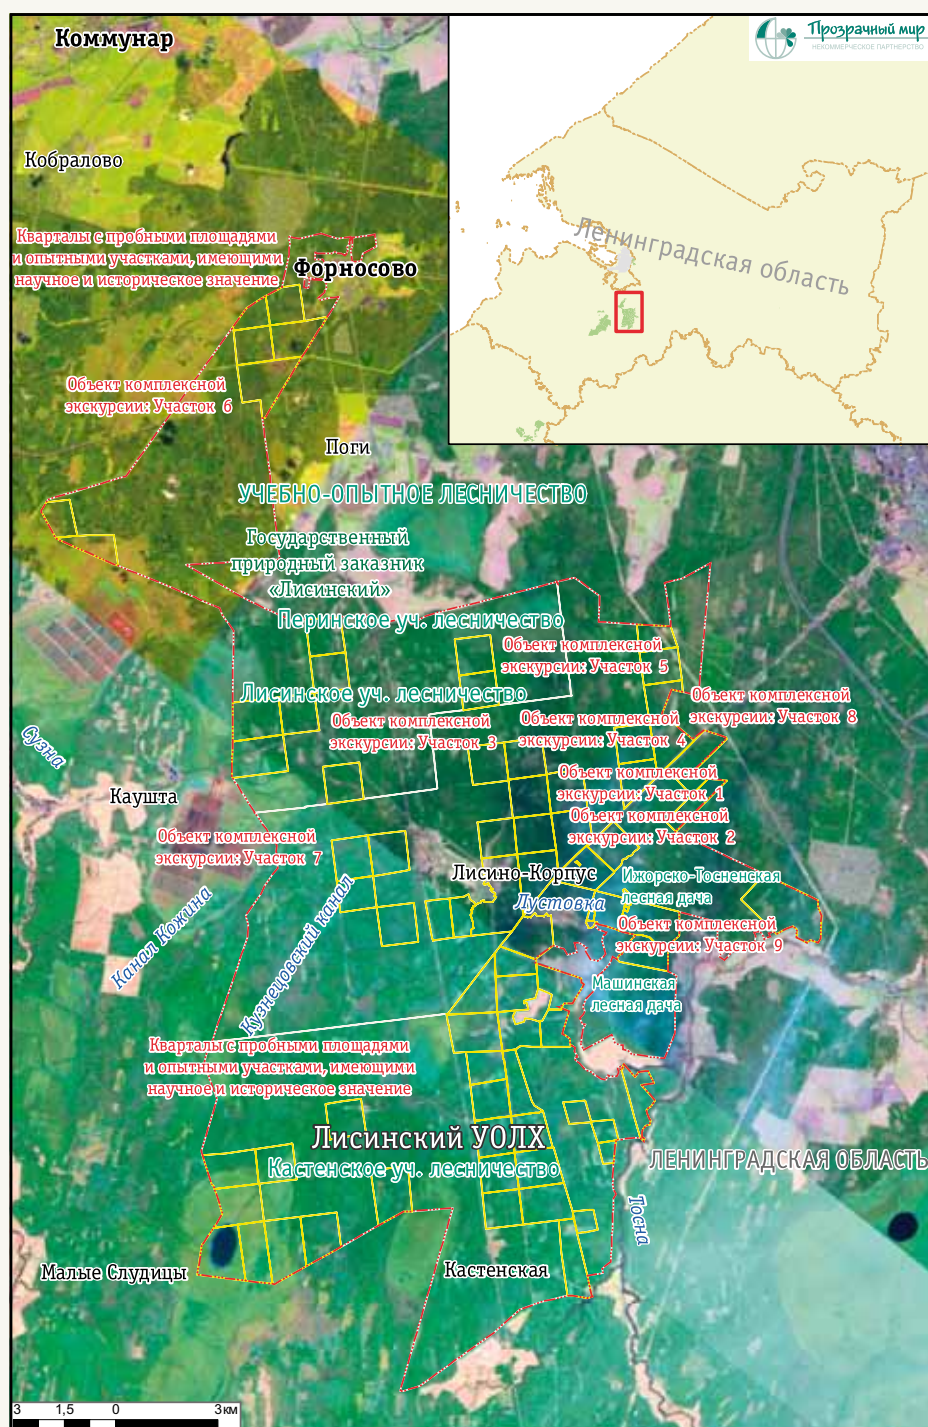 Коммунар
Прозрачный мир
НЕКОММЕРЧЕСКОЕ ПАРТНЕРСТВО
Кобралово
Ленинградская область
Кварталы с пробными площадями
и опытными участками, имеющими
научное и историческое значение
Форносово
Объект комплексной
экскурсии: Участок 6
Поги
УЧЕБНО-ОПЫТНОЕ ЛЕСНИЧЕСТВО
Государственный
природный заказник
«Лисинский»
Перинское уч. лесничество
Объект комплексной
экскурсии: Участок 5
Лисинское уч. лесничество
Объект комплексной
экскурсии: Участок 8
Объект комплексной
экскурсии: Участок 3
Объект комплексной
экскурсии: Участок 4
Сузна
Объект комплексной
экскурсии: Участок 1
Каушта
Объект комплексной
экскурсии: Участок 2
Объект комплексной
экскурсии: Участок 7
Лисино-Корпус
Ижорско-Тосненская
лесная дача
Лустовка
Канал Кожина
Кузнецовский канал
Объект комплексной
экскурсии: Участок 9
Машинская
лесная дача
Кварталы с пробными площадями
и опытными участками, имеющими
научное и историческое значение
Лисинский УОЛХ
Кастенское уч. лесничество
ЛЕНИНГРАДСКАЯ ОБЛАСТЬ
Тосна
Малые Слудицы
Кастенская
3 1,5 0 3км